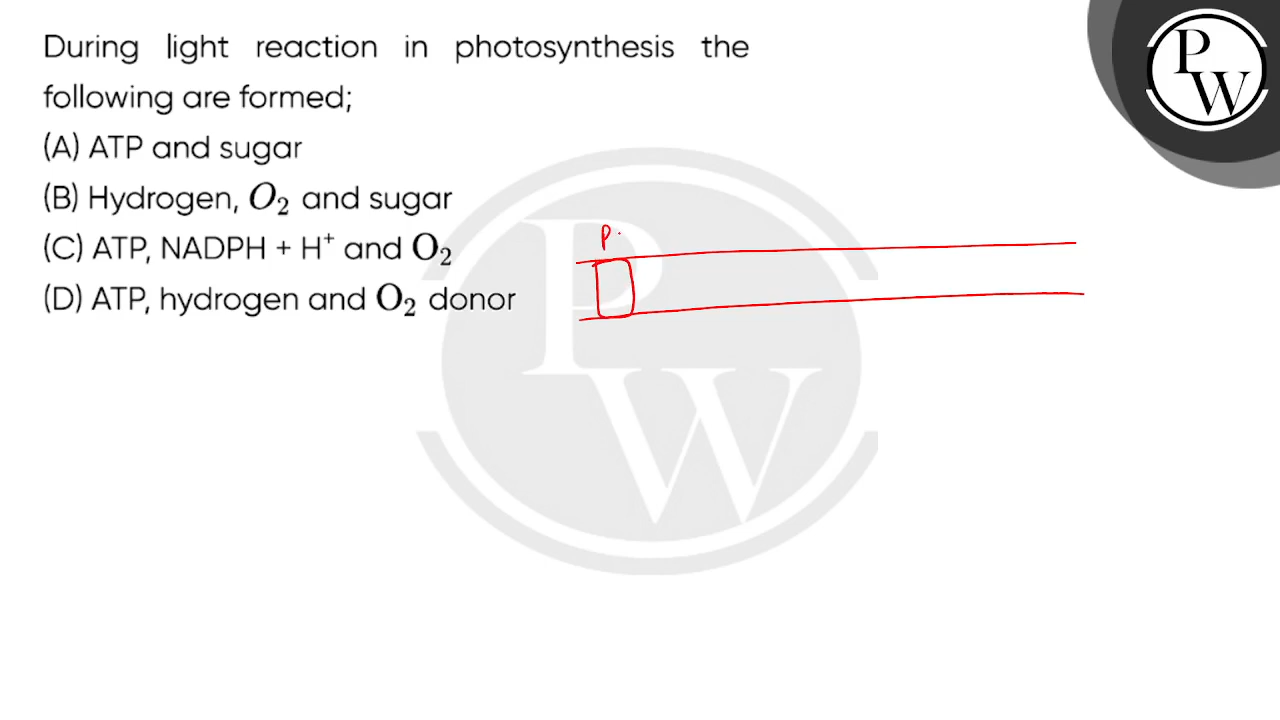 During light reaction in photosynthesis the
following are formed;
(A) ATP and sugar
(B) Hydrogen, O₂ and sugar
(C) ATP, NADPH + H⁺ and O₂
(D) ATP, hydrogen and O₂ donor
P
P
W
P
W